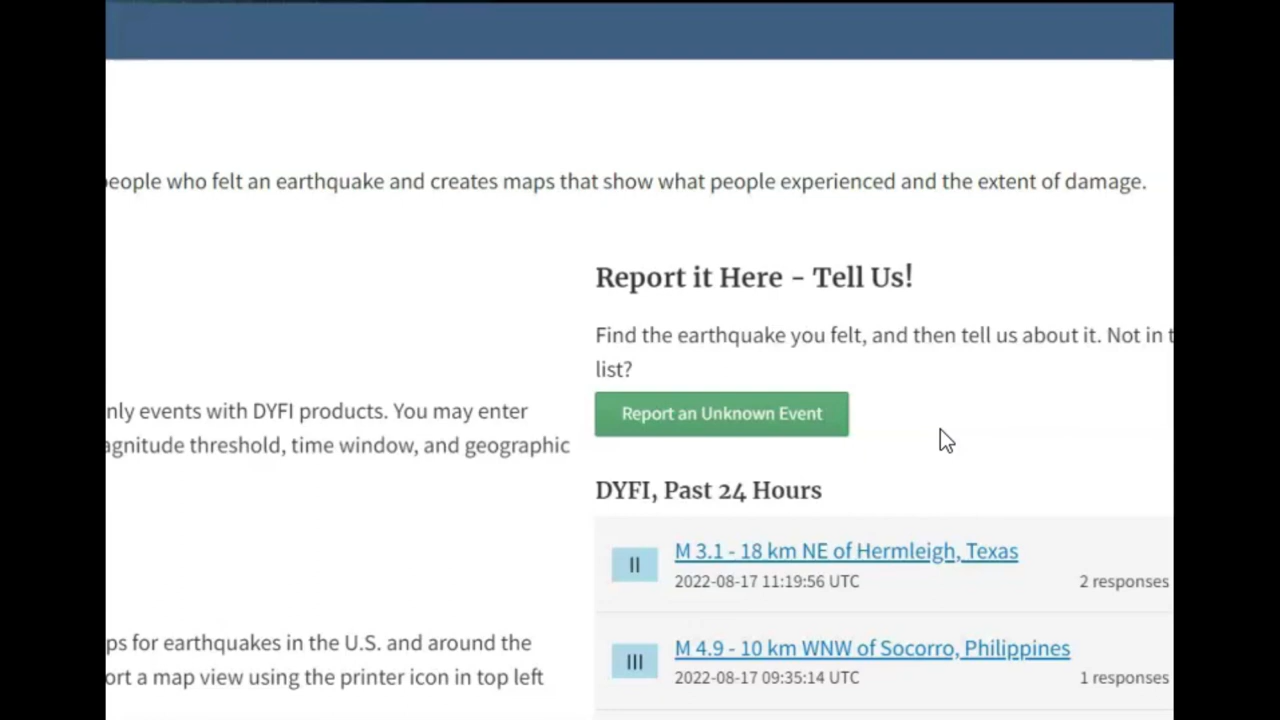 people who felt an earthquake and creates maps that show what people experienced and the extent of damage.
Report it Here - Tell Us!
Find the earthquake you felt, and then tell us about it. Not in
list?
Report an Unknown Event
only events with DYFI products. You may enter
magnitude threshold, time window, and geographic
DYFI, Past 24 Hours
II
M 3.1 - 18 km NE of Hermleigh, Texas
2022-08-17 11:19:56 UTC
2 responses
for earthquakes in the U.S. and around the
a map view using the printer icon in top left
III
M 4.9 - 10 km WNW of Socorro, Philippines
2022-08-17 09:35:14 UTC
1 responses